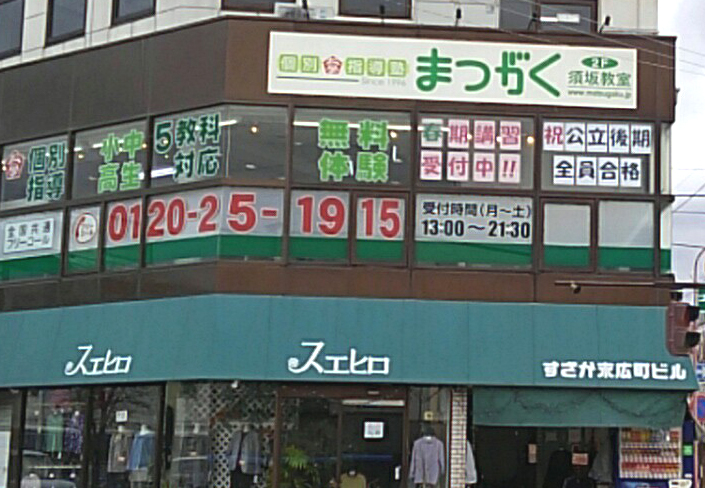 個別指導塾
Since 1996
まつがく
2F
須坂教室
www.matsugaku.jp
個別
指導
小中
高生
5教科
対応
無料
体験
春期講習
受付中!!
祝公立後期
全員合格
全国共通
フリーコール
0120-25-1915
受付時間(月〜土)
13:00〜21:30
スエヒロ
スエヒロ
すざか末広町ビル